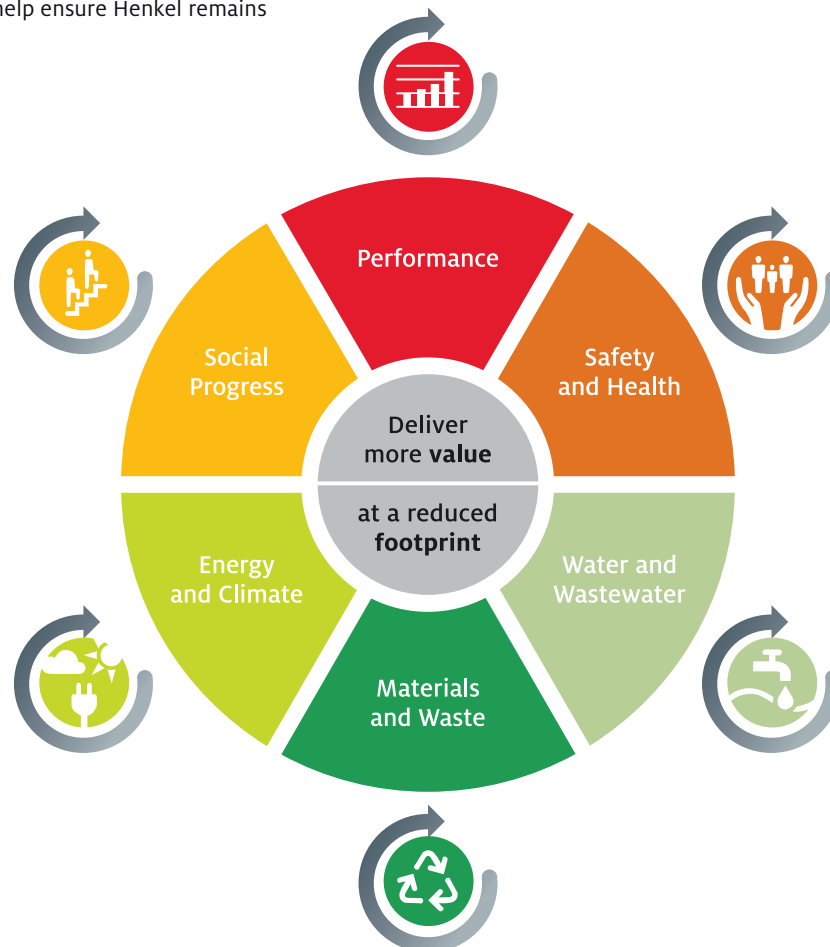 help ensure Henkel remains
Performance
Social
Progress
Safety
and Health
Deliver
more value
at a reduced
footprint
Energy
and Climate
Water and
Wastewater
Materials
and Waste